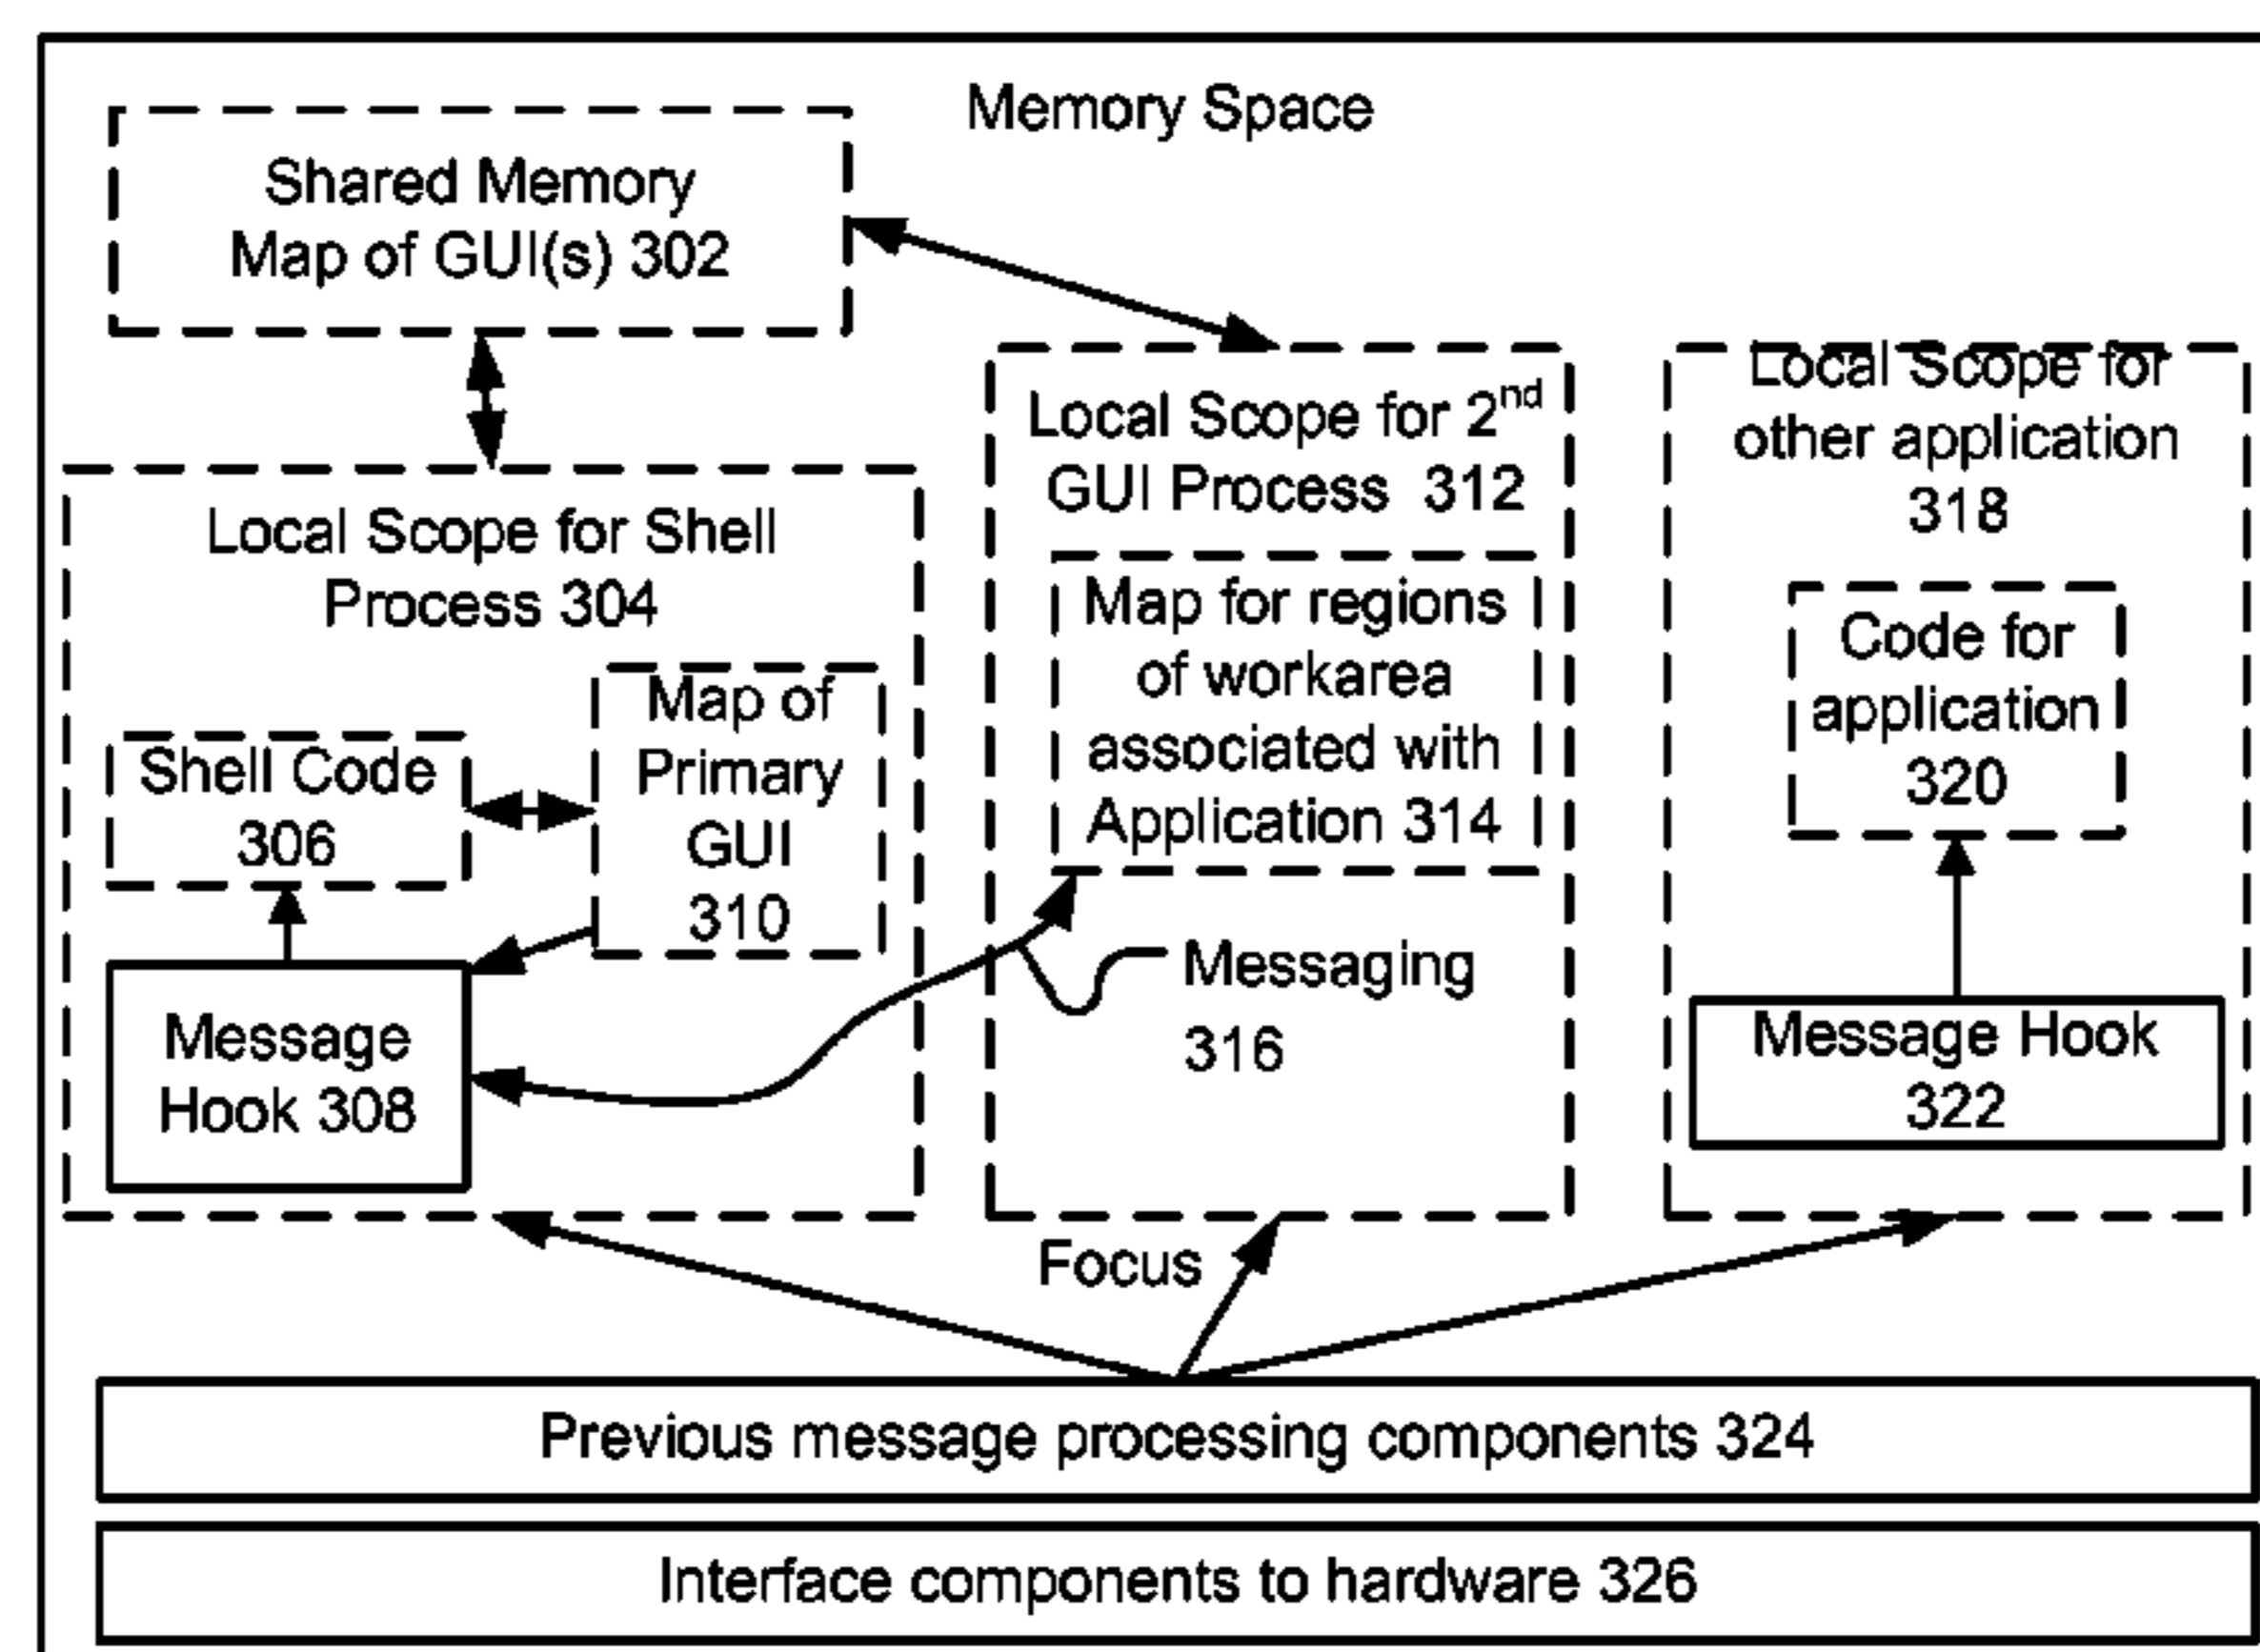 Memory Space
Shared Memory
Map of GUI(s) 302
Local Scope for Shell
Process 304
Shell Code
306
Map of
Primary
GUI
310
Message
Hook 308
Local Scope for 2nd
GUI Process 312
Map for regions
of workarea
associated with
Application 314
Messaging
316
Local Scope for
other application
318
Code for
application
320
Message Hook
322
Focus
Previous message processing components 324
Interface components to hardware 326